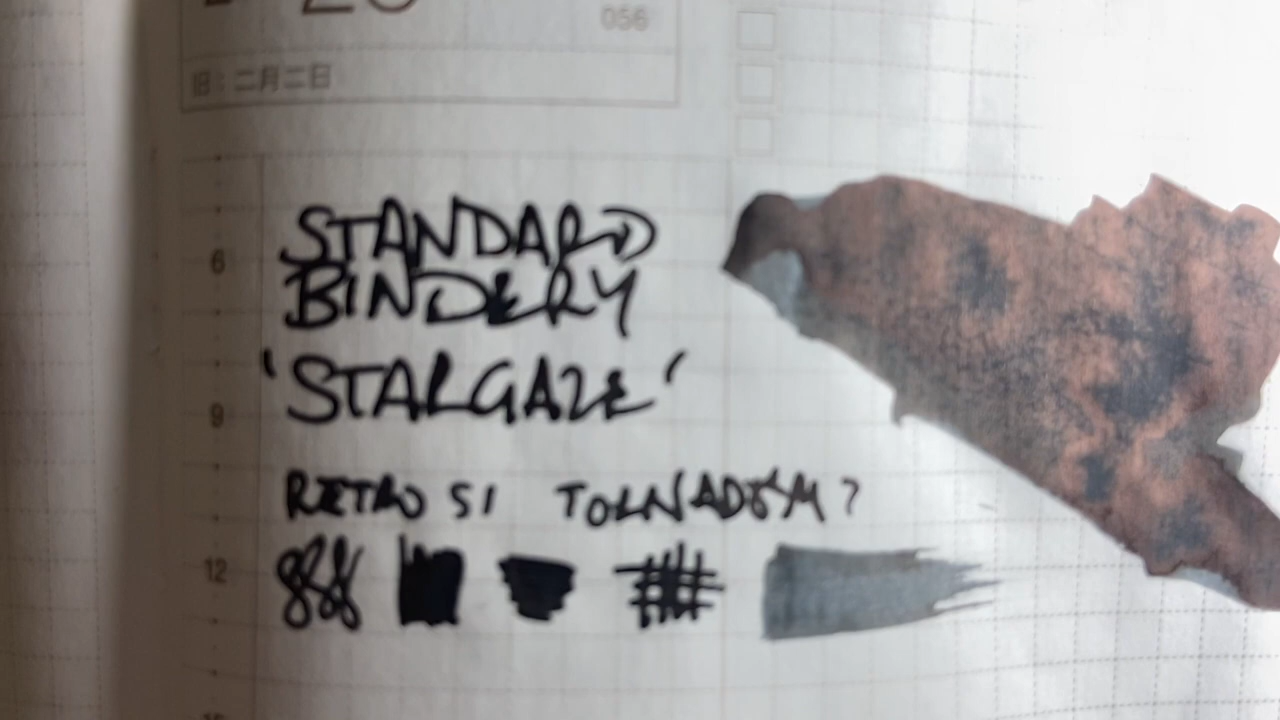 056
旧:二月二日
STANDARD
BINDERY
'STARGAZE'
RETRO 51 TORNADO
6
9
12